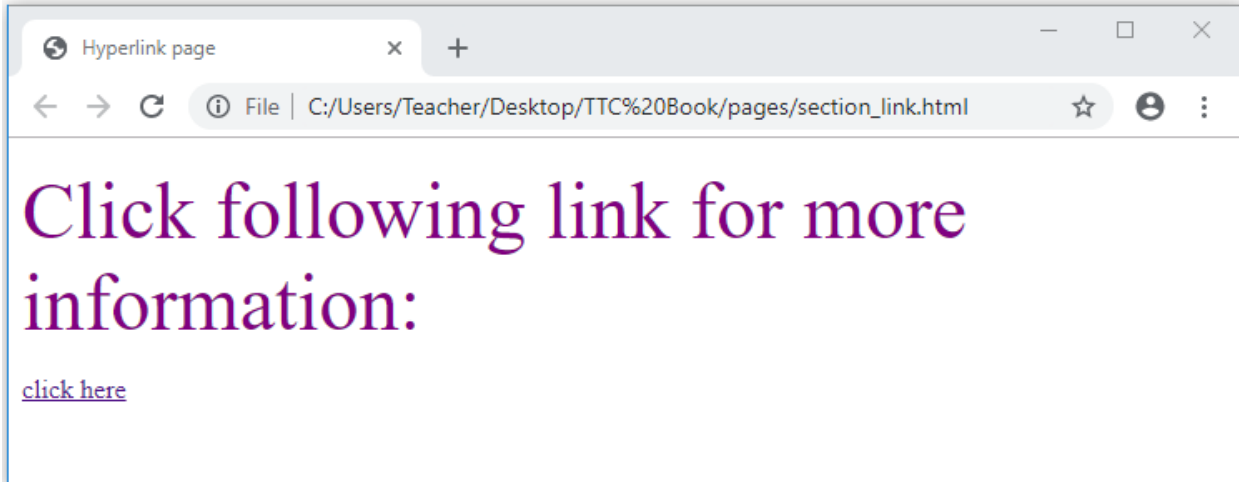 Hyperlink page
File C:/Users/Teacher/Desktop/TTC%20Book/pages/section_link.html
Click following link for more
information:
click here